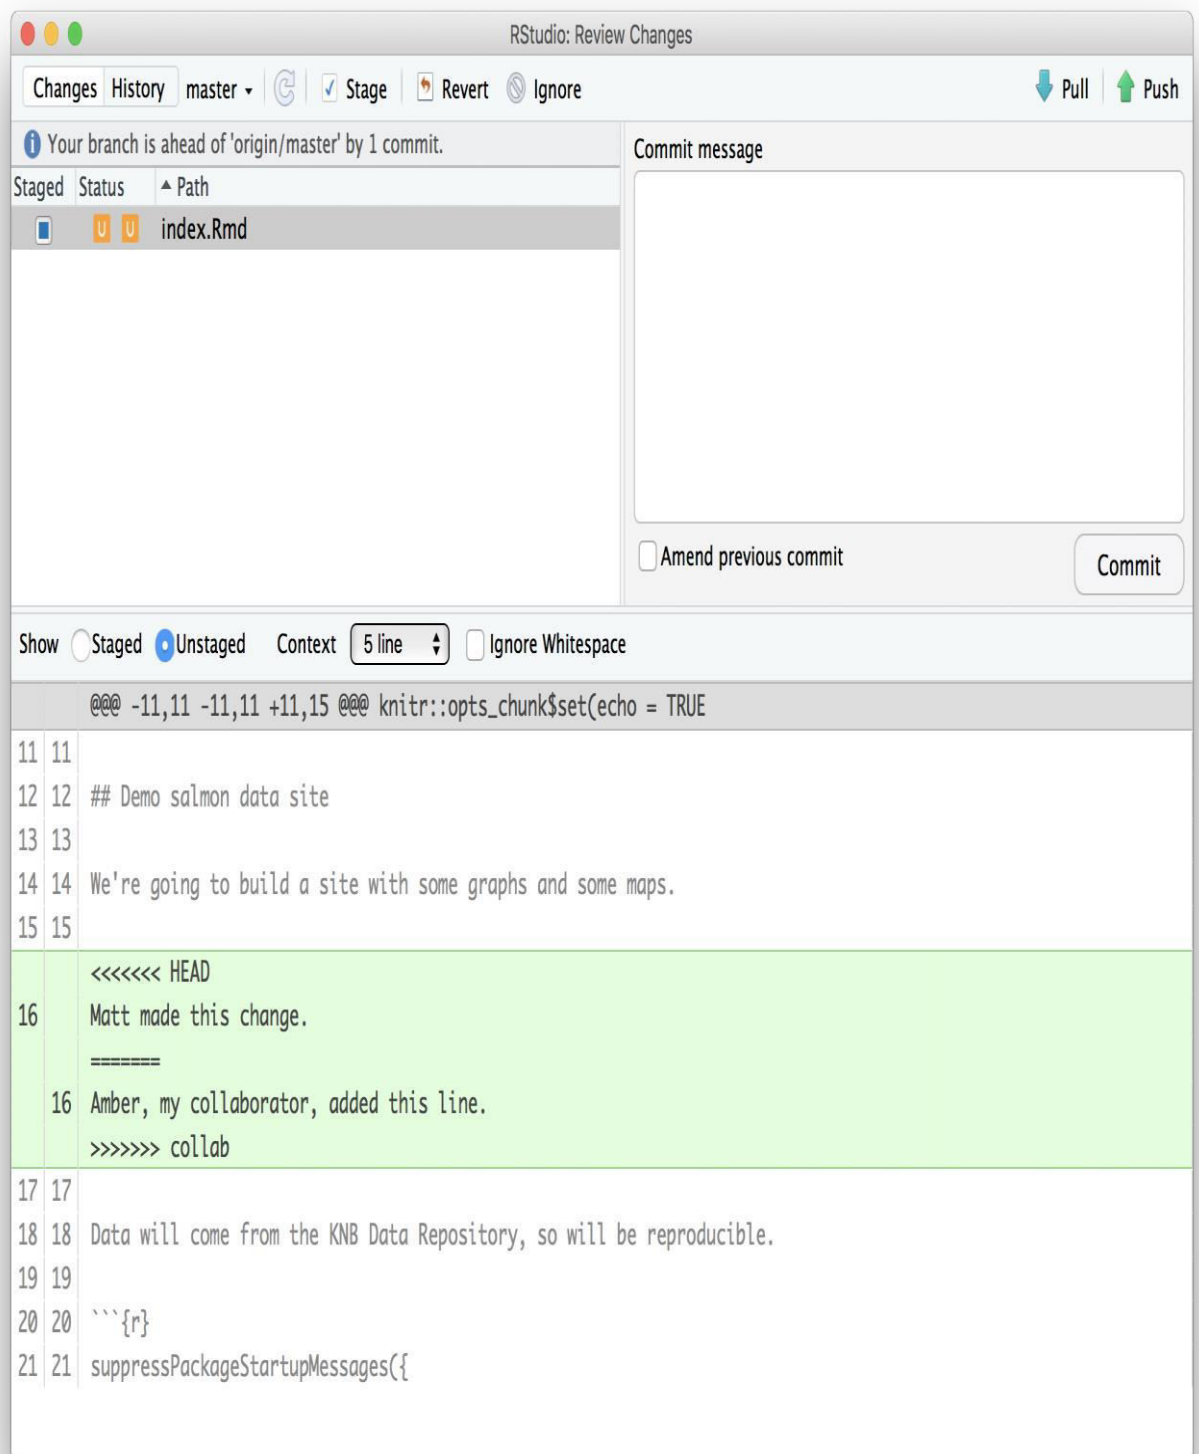 RStudio: Review Changes
Changes History master Stage Revert Ignore Pull Push
Your branch is ahead of 'origin/master' by 1 commit.
Commit message
Staged Status Path
U U index.Rmd
Amend previous commit
Commit
Show Staged Unstaged Context 5 line Ignore Whitespace
@@@ -11,11 -11,11 +11,15 @@@ knitr::opts_chunk$set(echo = TRUE
11 11
12 12 ## Demo salmon data site
13 13
14 14 We're going to build a site with some graphs and some maps.
15 15
<<<<<<< HEAD
16 Matt made this change.
=======
16 Amber, my collaborator, added this line.
>>>>>>> collab
17 17
18 18 Data will come from the KNB Data Repository, so will be reproducible.
19 19
20 20 ```{r}
21 21 suppressPackageStartupMessages({